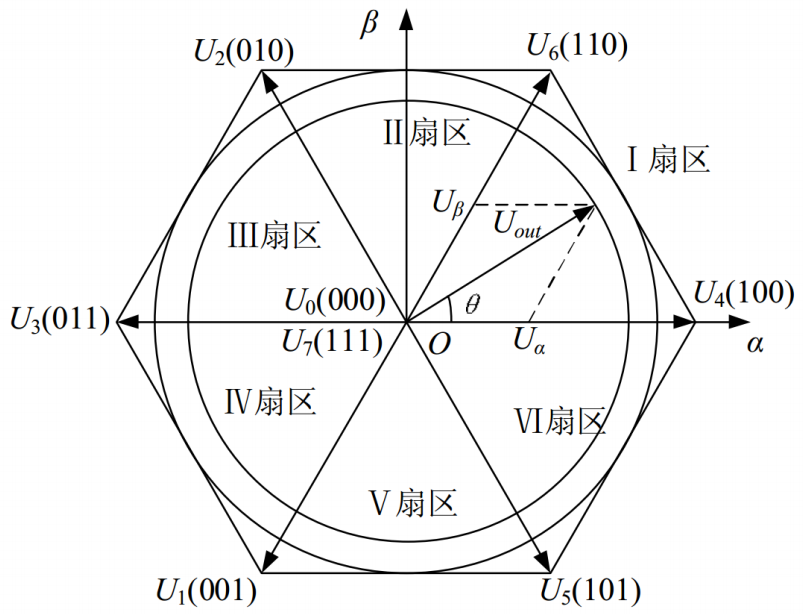 β
U2(010)
U6(110)
II扇区
I扇区
Uβ
Uout
III扇区
U0(000)
θ
U4(100)
U3(011)
U7(111)
O
Uα
α
IV扇区
VI扇区
V扇区
U1(001)
U5(101)